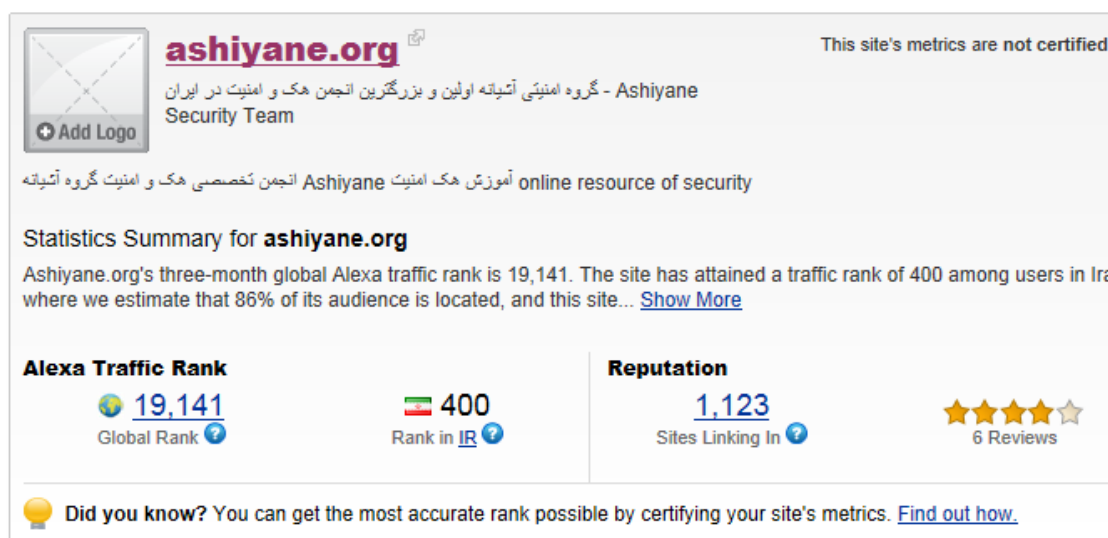 ashiyane.org
This site's metrics are not certified
Ashiyane - گروه امنیتی آشیانه اولین و بزرگترین انجمن هک و امنیت در ایران
Security Team
Add Logo
online resource of security آموزش هک امنیت Ashiyane انجمن تخصصی هک و امنیت گروه آشیانه
Statistics Summary for ashiyane.org
Ashiyane.org's three-month global Alexa traffic rank is 19,141. The site has attained a traffic rank of 400 among users in Ira
where we estimate that 86% of its audience is located, and this site... Show More
Alexa Traffic Rank
Reputation
19,141
400
1,123
Global Rank ?
Rank in IR ?
Sites Linking In ?
6 Reviews
Did you know? You can get the most accurate rank possible by certifying your site's metrics. Find out how.